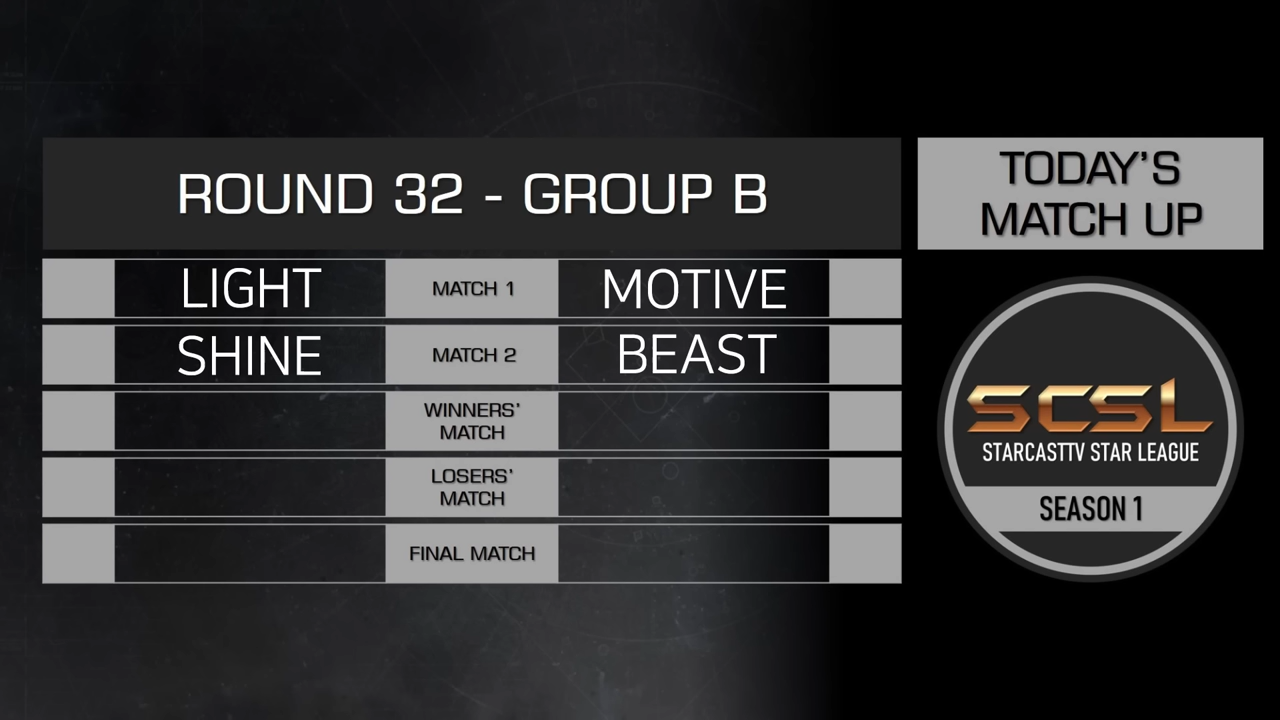 ROUND 32 - GROUP B
TODAY'S
MATCH UP
LIGHT MATCH 1 MOTIVE
SHINE MATCH 2 BEAST
WINNERS'
MATCH
LOSERS'
MATCH
FINAL MATCH
SCSL
STARCASTTV STAR LEAGUE
SEASON 1